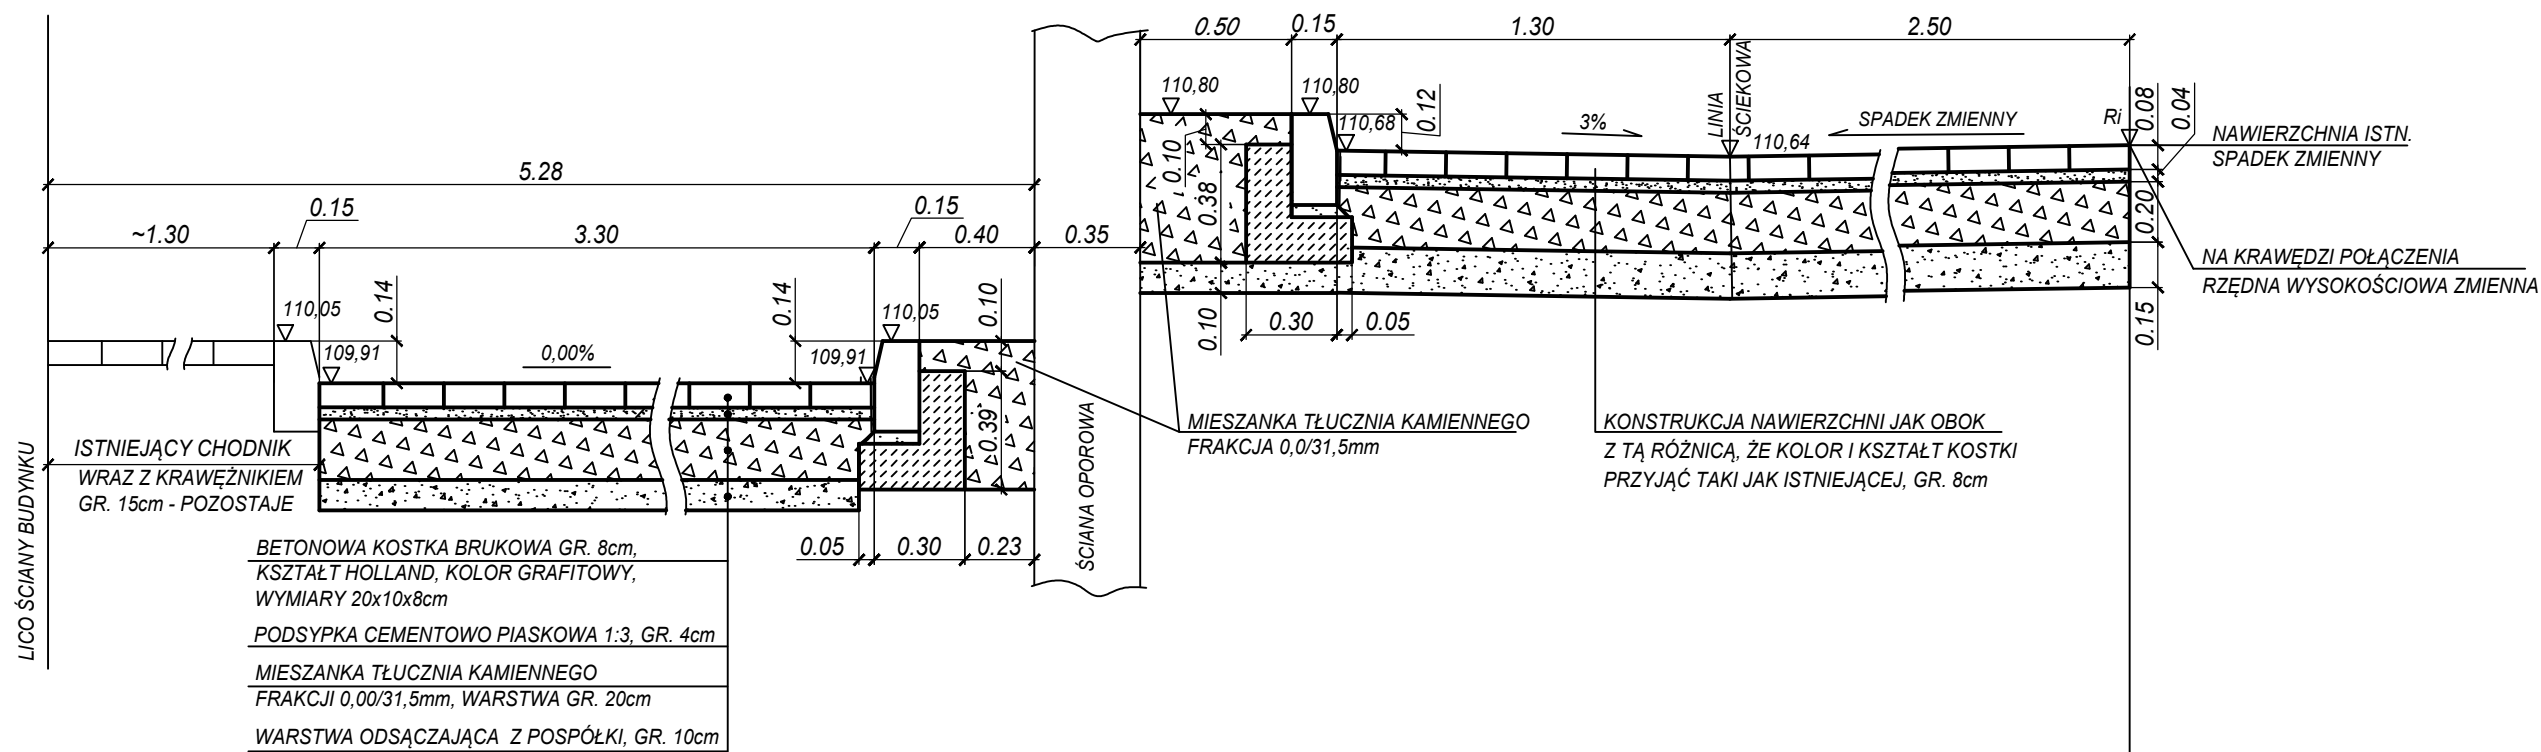 0.50
0.15
1.30
2.50
110,80
110,80
0.12
110,68
3%
LINIA
ŚCIEKOWA
110,64
SPADEK ZMIENNY
Ri
0.08
0.04
NAWIERZCHNIA ISTN.
SPADEK ZMIENNY
0.10
0.38
0.20
NA KRAWĘDZI POŁĄCZENIA
RZĘDNA WYSOKOŚCIOWA ZMIENNA
0.15
0.10
0.30
0.05
5.28
0.15
0.15
~1.30
3.30
0.40
0.35
110,05
0.14
0.14
110,05
0.10
109,91
0,00%
109,91
0.39
ISTNIEJĄCY CHODNIK
WRAZ Z KRAWĘŻNIKIEM
GR. 15cm - POZOSTAJE
LICO ŚCIANY BUDYNKU
ŚCIANA OPOROWA
MIESZANKA TŁUCZNIA KAMIENNEGO
FRAKCJA 0,0/31,5mm
KONSTRUKCJA NAWIERZCHNI JAK OBOK
Z TĄ RÓŻNICĄ, ŻE KOLOR I KSZTAŁT KOSTKI
PRZYJĄĆ TAKI JAK ISTNIEJĄCEJ, GR. 8cm
0.05
0.30
0.23
BETONOWA KOSTKA BRUKOWA GR. 8cm,
KSZTAŁT HOLLAND, KOLOR GRAFITOWY,
WYMIARY 20x10x8cm
PODSYPKA CEMENTOWO PIASKOWA 1:3, GR. 4cm
MIESZANKA TŁUCZNIA KAMIENNEGO
FRAKCJI 0,00/31,5mm, WARSTWA GR. 20cm
WARSTWA ODSĄCZAJĄCA Z POSPÓŁKI, GR. 10cm